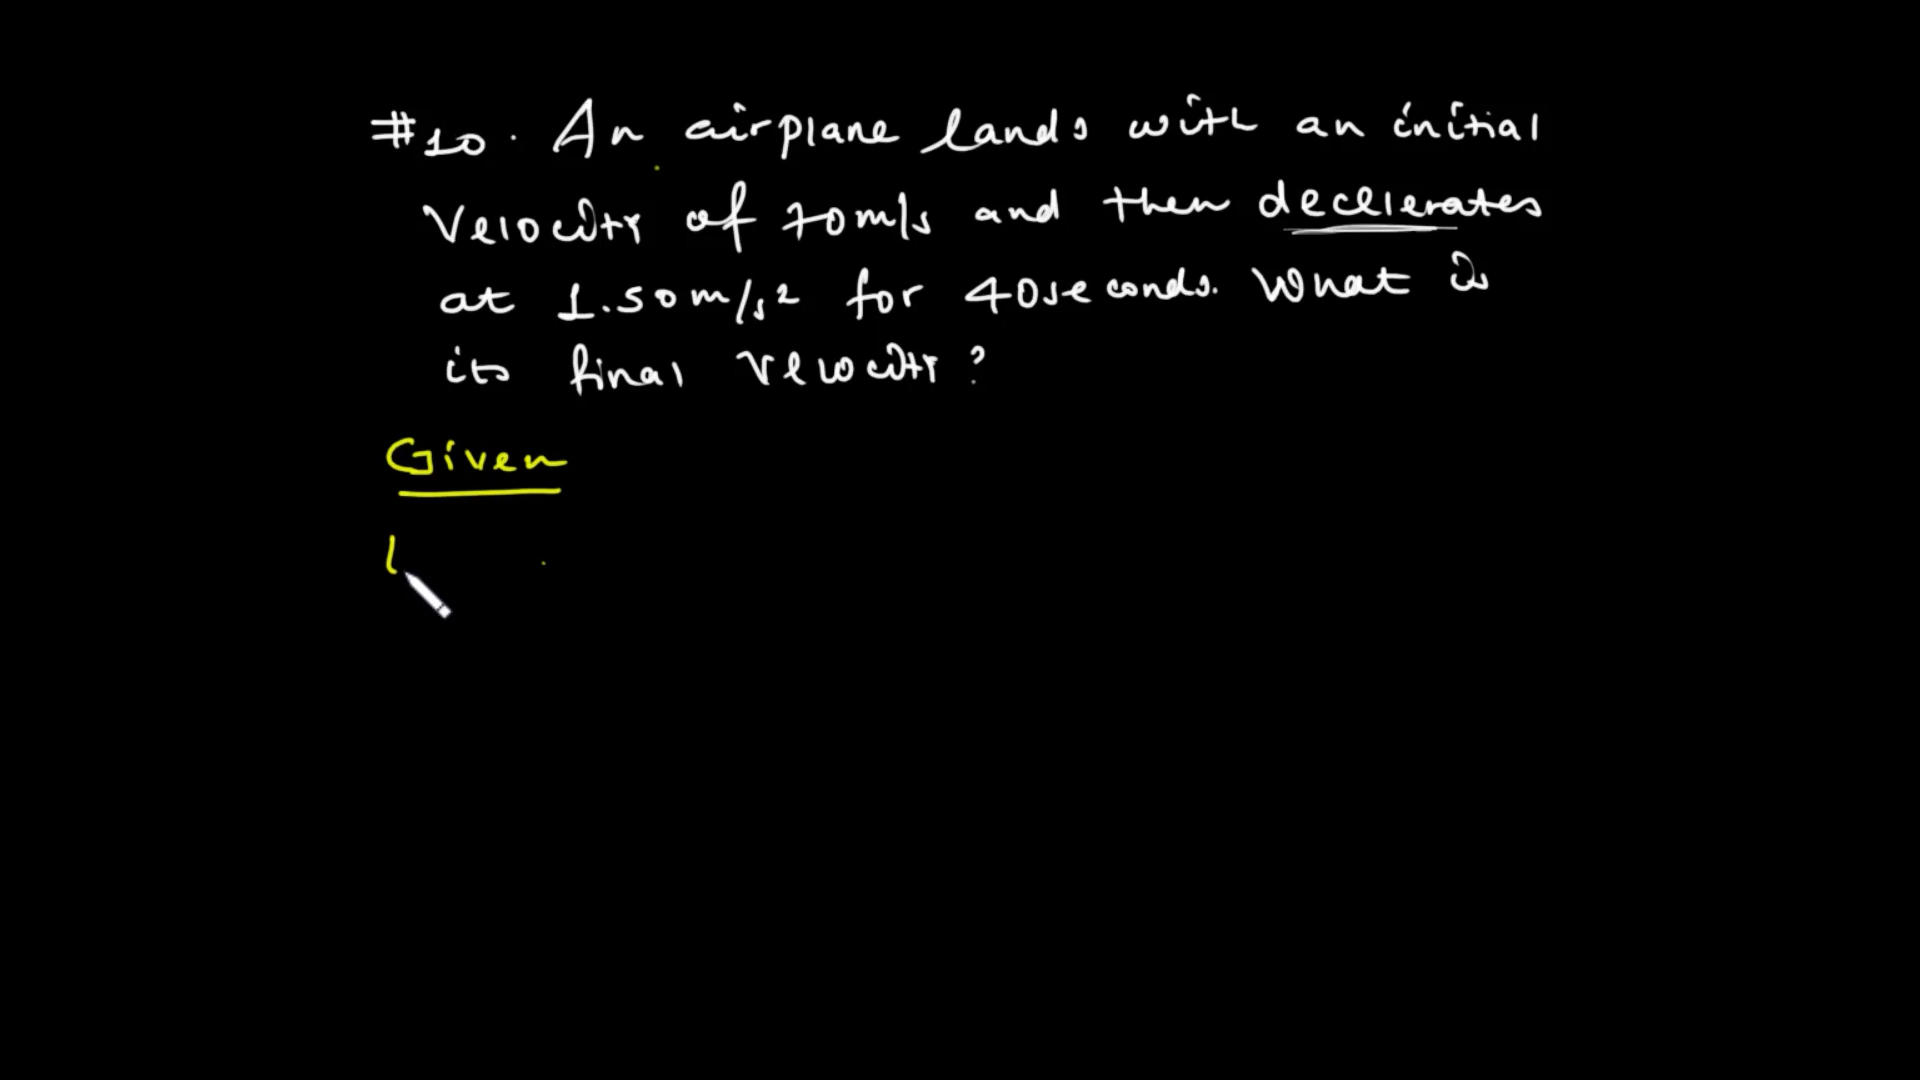 #10. An airplane lands with an initial
velocity of 70m/s and then decelerates
at 1.50m/s² for 40seconds. What is
its final velocity?
Given